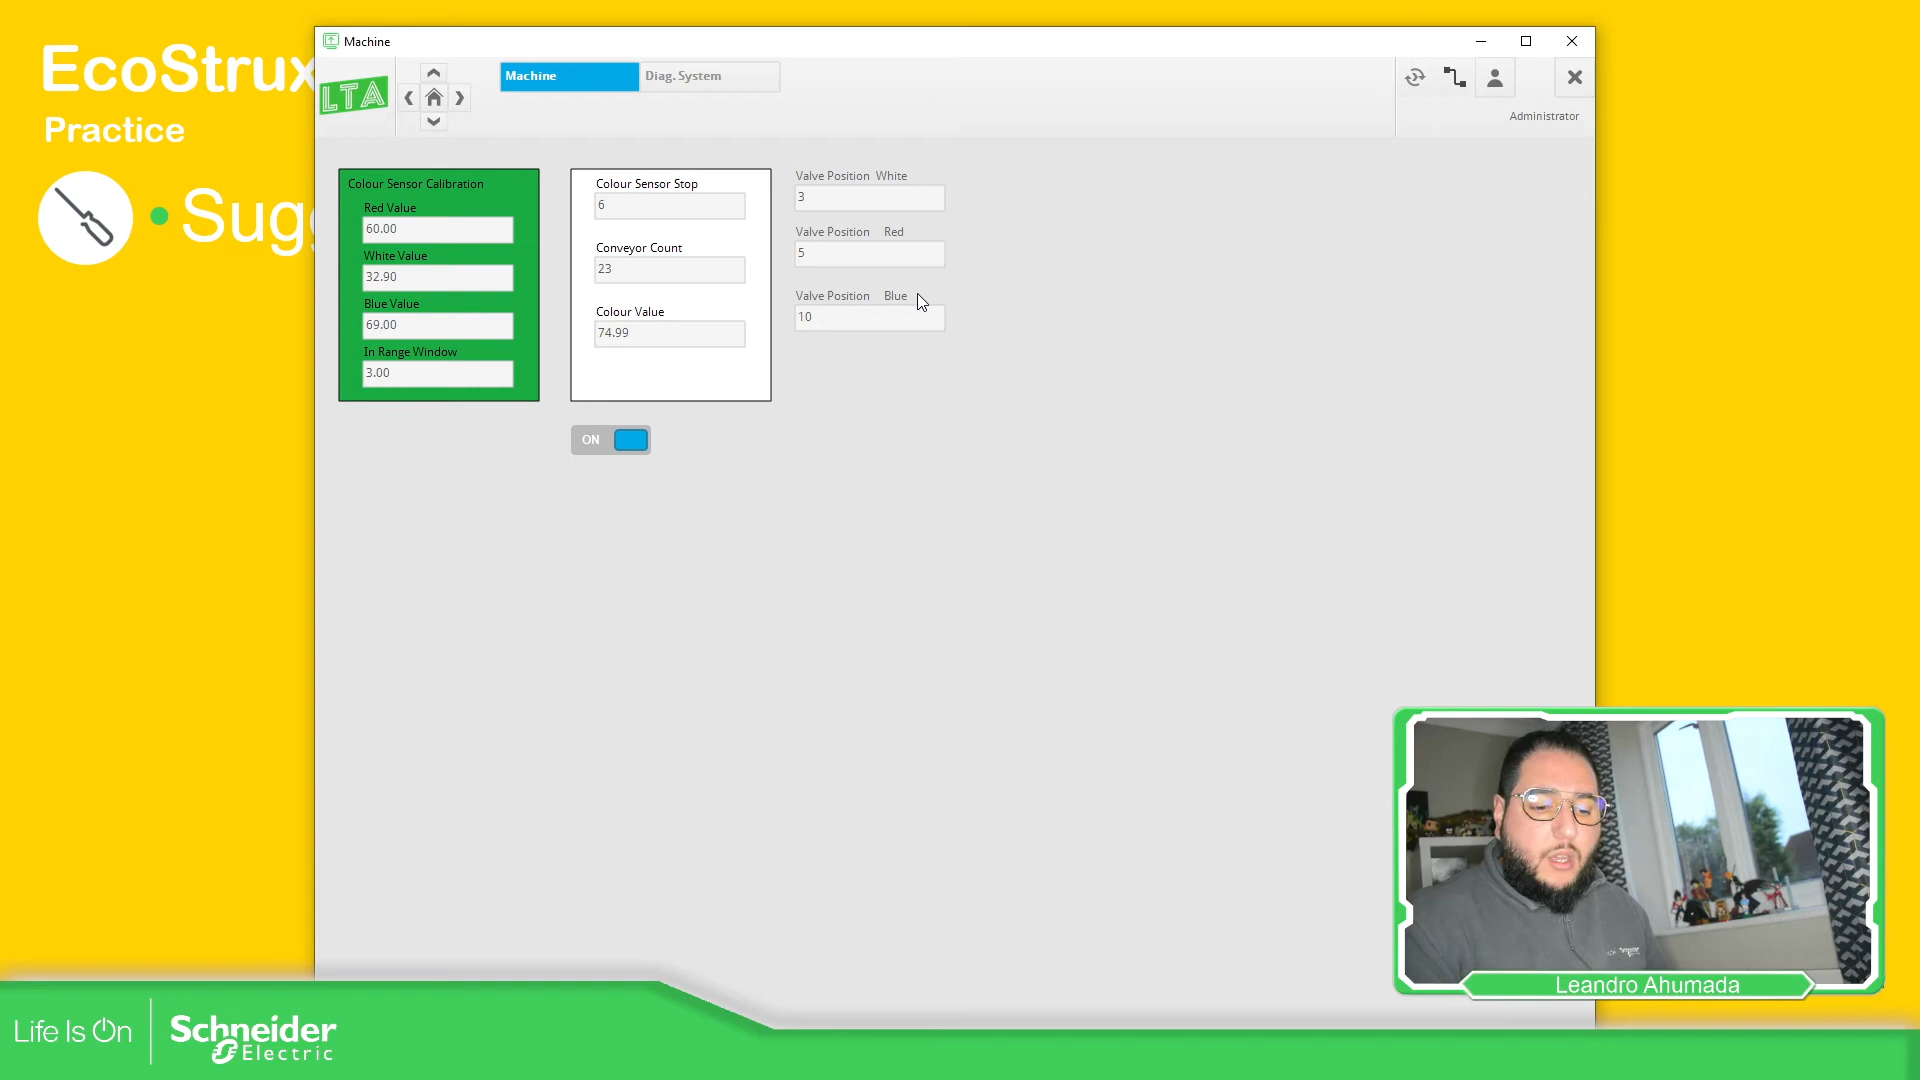 EcoStrux
Practice
• Sugg
Machine
LTA
Machine
Diag. System
Administrator
Colour Sensor Calibration
Red Value
60.00
White Value
32.90
Blue Value
69.00
In Range Window
3.00
Colour Sensor Stop
6
Conveyor Count
23
Colour Value
74.99
ON
Valve Position White
3
Valve Position Red
5
Valve Position Blue
10
Leandro Ahumada
Life Is On
Schneider
Electric